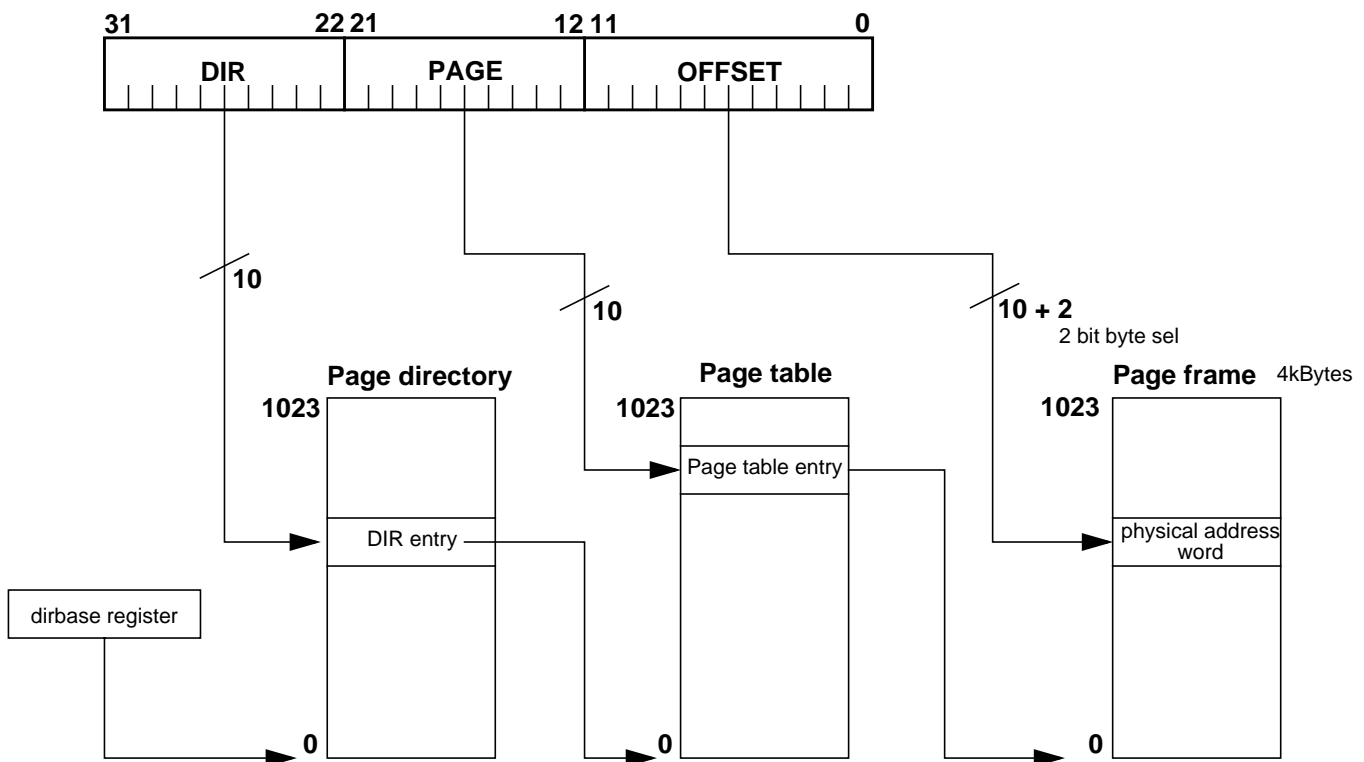 31 22 21 12 11 0
DIR PAGE OFFSET
10
10
10 + 2
2 bit byte sel
Page directory
Page table
Page frame 4kBytes
1023
1023
1023
Page table entry
DIR entry
physical address
word
dirbase register
0
0
0